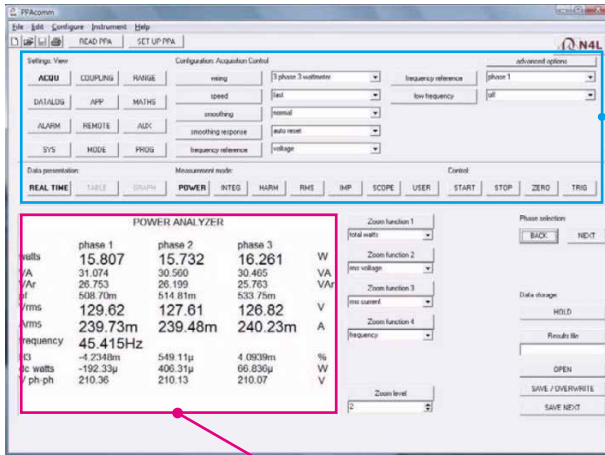 PPAcomm
File Edit Configure Instrument Help
READ PPA SET UP PPA
N4L
Settings: View Configuration: Acquisition Control advanced options
ACQU COUPLING RANGE wiring 3 phase 3 wattmeter frequency reference phase 1
DATALOG APP MATHS speed fast low frequency off
smoothing normal
ALARM REMOTE AUX smoothing response auto reset
SYS MODE PROG frequency reference voltage
Data presentation: Measurement mode: Control:
REAL TIME TABLE GRAPH POWER INTEG HARM RMS IMP SCOPE USER START STOP ZERO TRIG
POWER ANALYZER
phase 1 phase 2 phase 3
watts 15.807 15.732 16.261 W
VA 31.074 30.560 30.465 VA
VAr 26.753 26.199 25.763 VAr
pf 508.70m 514.81m 533.75m
Vrms 129.62 127.61 126.82 V
Arms 239.73m 239.48m 240.23m A
frequency 45.415Hz
H3 -4.2348m 549.11µ 4.0939m %
dc watts -192.33µ 406.31µ 66.836µ W
V ph-ph 210.36 210.13 210.07 V
Zoom function 1
total watts
Zoom function 2
rms voltage
Zoom function 3
rms current
Zoom function 4
frequency
Zoom level
2
Phase selection:
BACK NEXT
Data storage:
HOLD
Results file
OPEN
SAVE / OVERWRITE
SAVE NEXT